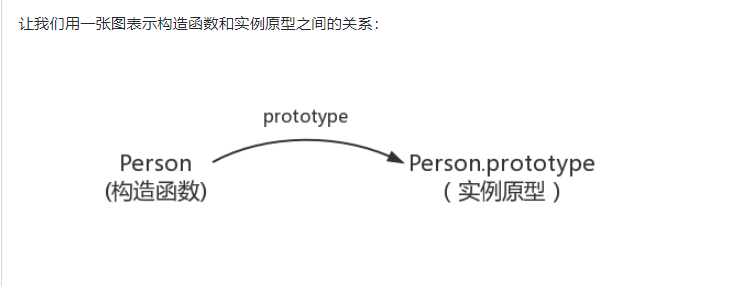 让我们用一张图表示构造函数和实例原型之间的关系：
prototype
Person
(构造函数)
Person.prototype
（实例原型）